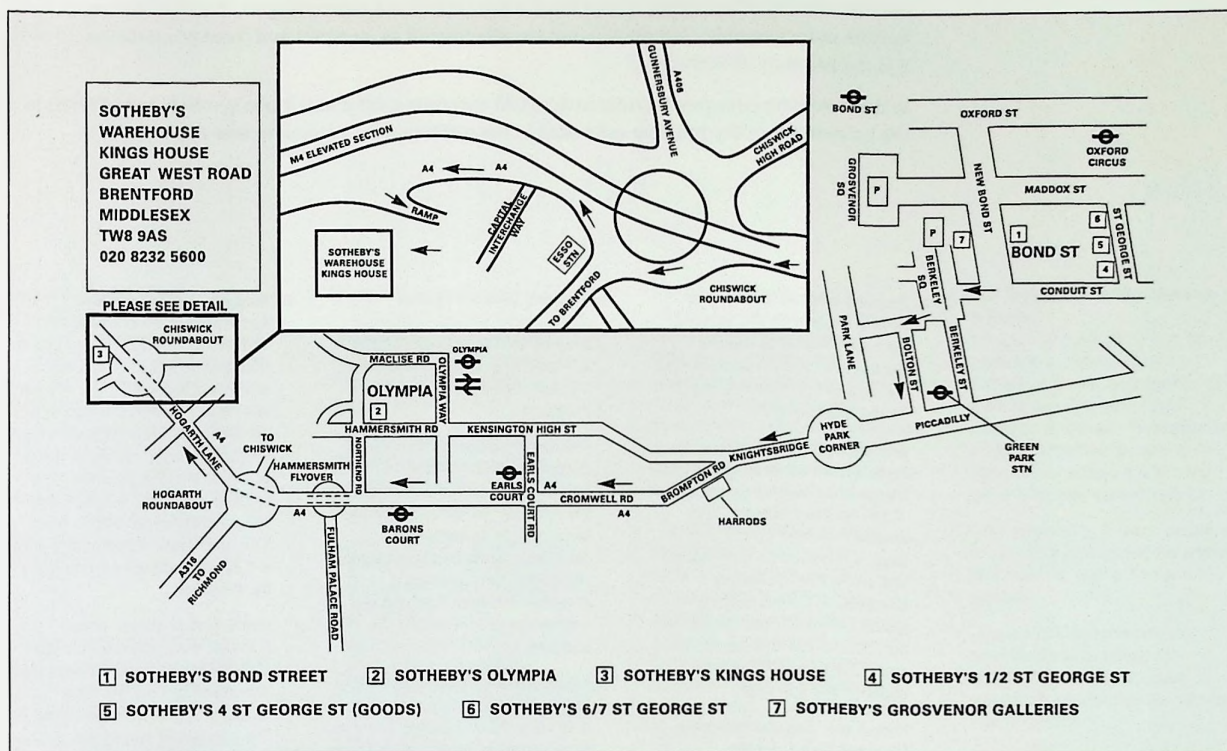 SOTHEBY'S
WAREHOUSE
KINGS HOUSE
GREAT WEST ROAD
BRENTFORD
MIDDLESEX
TW8 9AS
020 8232 5600
PLEASE SEE DETAIL
M4 ELEVATED SECTION
A4
A4
RAMP
CAPITAL
INTERCHANGE
WAY
SOTHEBY'S
WAREHOUSE
KINGS HOUSE
ESSO
STN
TO BRENTFORD
GUNNERSBURY AVENUE
A406
CHISWICK
HIGH ROAD
CHISWICK
ROUNDABOUT
BOND ST
OXFORD ST
OXFORD
CIRCUS
GROSVENOR
SQ
P
NEW BOND ST
MADDOX ST
P
7
1
BOND ST
6
5
4
ST GEORGE ST
CONDUIT ST
BERKELEY
SQ
PARK LANE
BOLTON ST
BERKELEY ST
PICCADILLY
GREEN
PARK
STN
HYDE
PARK
CORNER
KNIGHTSBRIDGE
BROMPTON RD
HARRODS
CHISWICK
ROUNDABOUT
3
HOGARTH LANE
A4
TO
CHISWICK
HOGARTH
ROUNDABOUT
A316
TO
RICHMOND
HAMMERSMITH
FLYOVER
A4
FULHAM PALACE ROAD
MACLISE RD
OLYMPIA
OLYMPIA
2
OLYMPIA WAY
HAMMERSMITH RD
NORTHEND RD
KENSINGTON HIGH ST
BARONS
COURT
EARLS
COURT
EARLS COURT RD
A4
CROMWELL RD
A4
1 SOTHEBY'S BOND STREET
2 SOTHEBY'S OLYMPIA
3 SOTHEBY'S KINGS HOUSE
4 SOTHEBY'S 1/2 ST GEORGE ST
5 SOTHEBY'S 4 ST GEORGE ST (GOODS)
6 SOTHEBY'S 6/7 ST GEORGE ST
7 SOTHEBY'S GROSVENOR GALLERIES